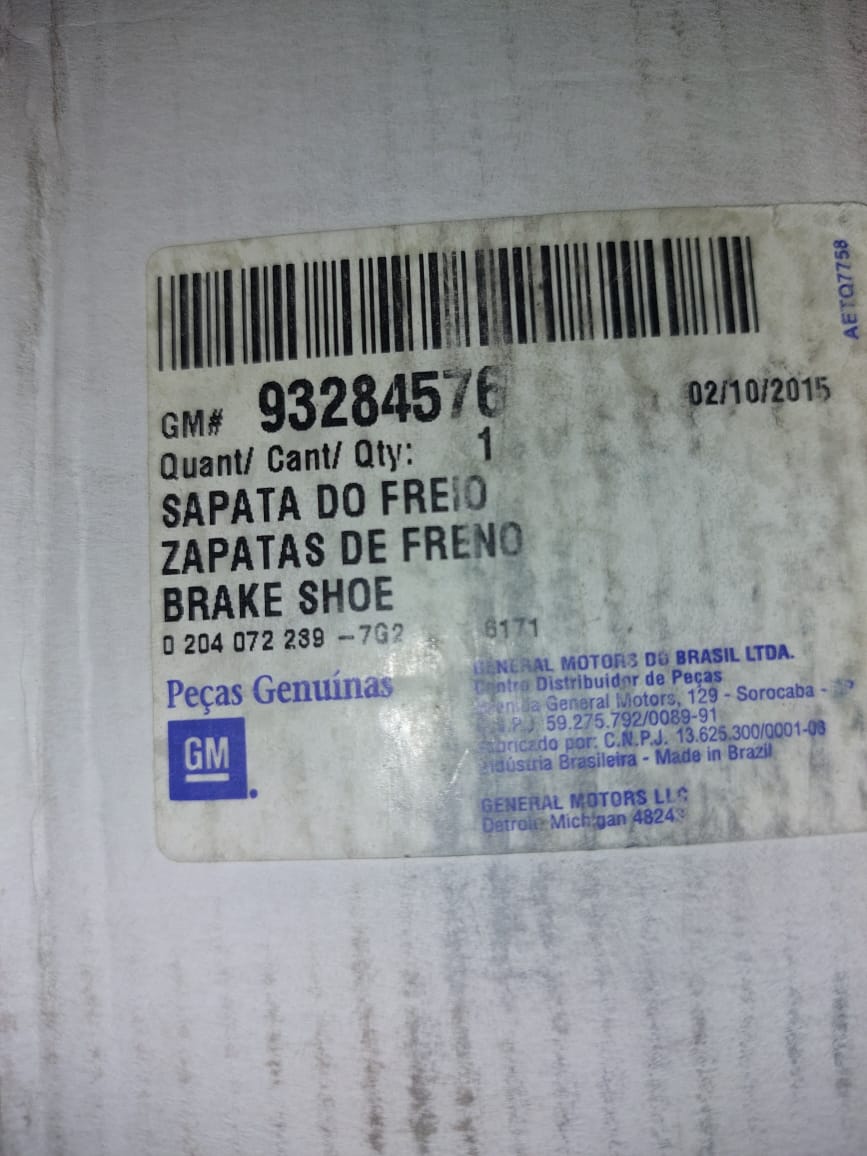 AETQ7758
GM# 93284576 02/10/2015
Quant/ Cant/ Qty: 1
SAPATA DO FREIO
ZAPATAS DE FRENO
BRAKE SHOE
0 204 072 239 -7G2 6171
Peças Genuínas
GM
GENERAL MOTORS DO BRASIL LTDA.
Centro Distribuidor de Peças
General Motors, 129 - Sorocaba -
59.275.792/0089-91
Fabricado por: C.N.P.J. 13.625.300/0001-03
Indústria Brasileira - Made in Brazil
GENERAL MOTORS LLC
Detroit Michigan